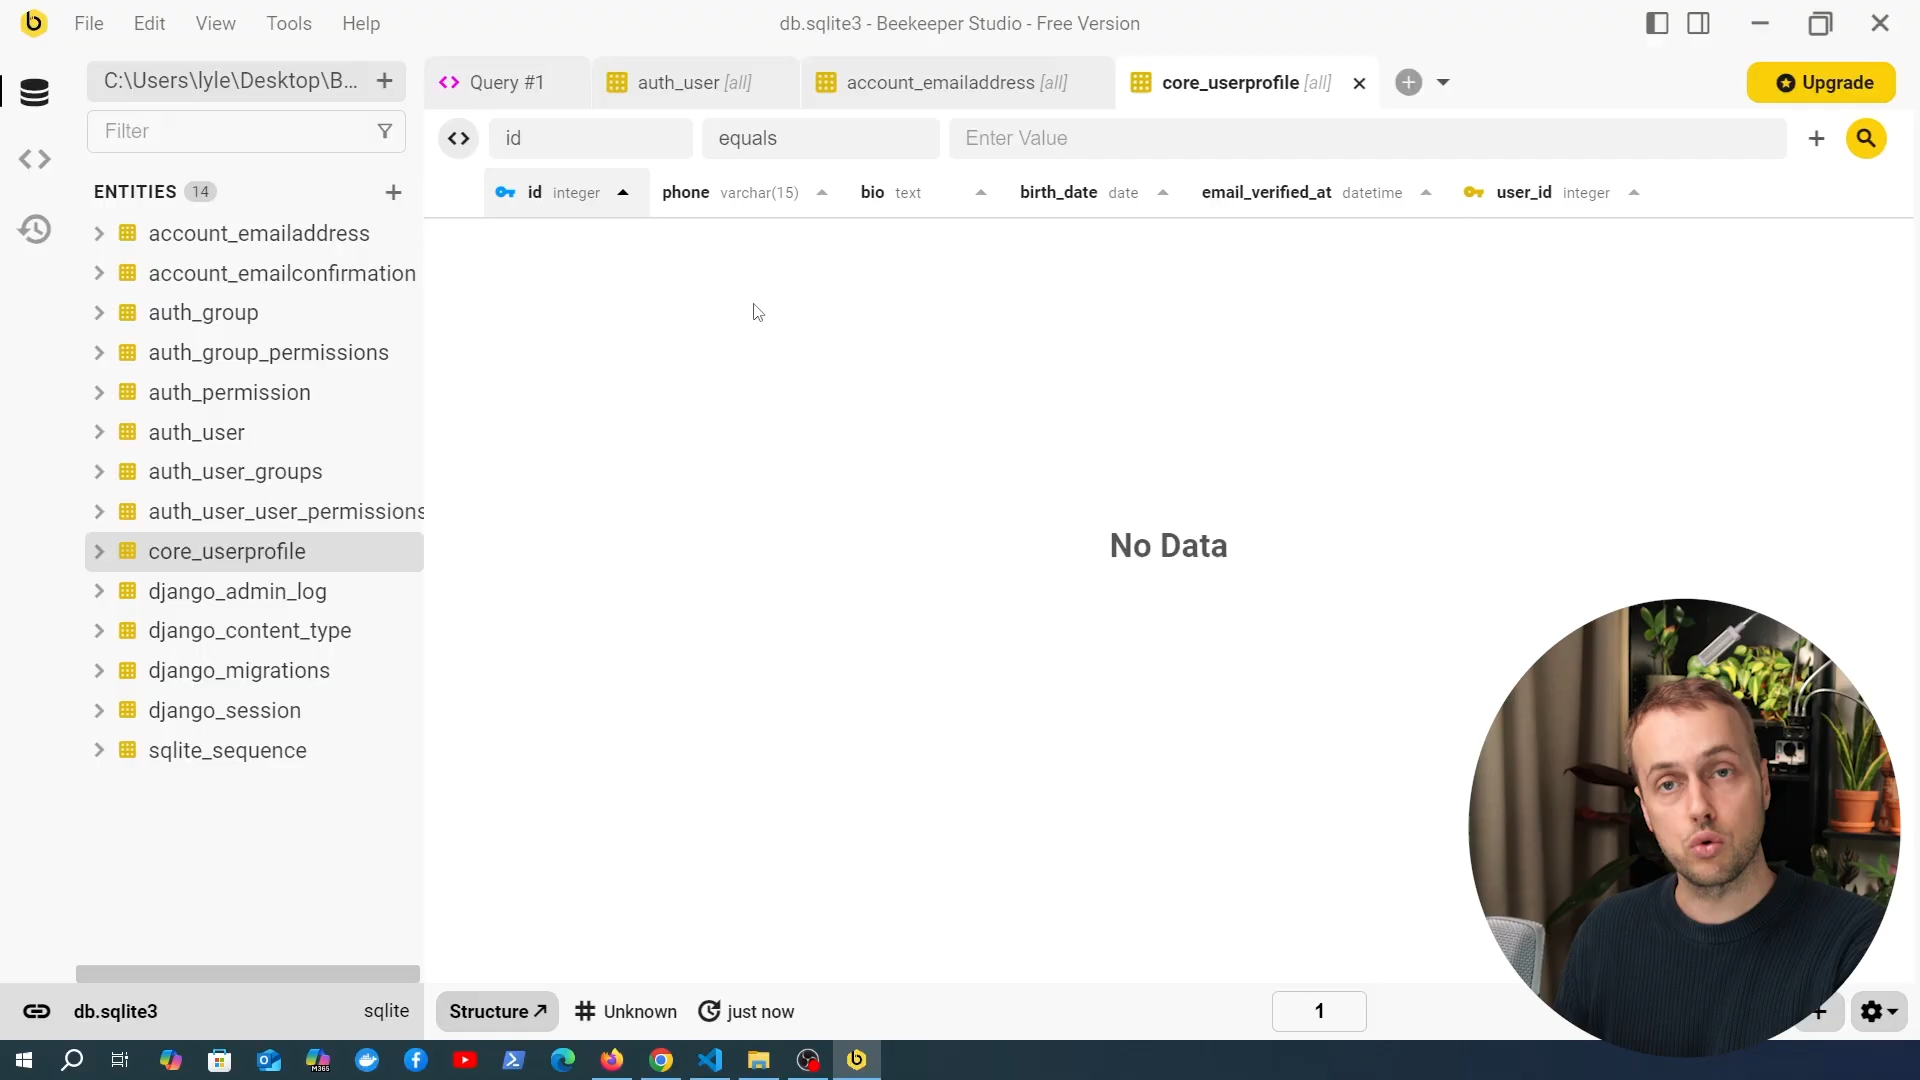 File Edit View Tools Help
db.sqlite3 - Beekeeper Studio - Free Version
C:\Users\lyle\Desktop\B... +
Query #1
auth_user [all]
account_emailaddress [all]
core_userprofile [all]
Upgrade
Filter
id
equals
Enter Value
ENTITIES 14
id integer
phone varchar(15)
bio text
birth_date date
email_verified_at datetime
user_id integer
account_emailaddress
account_emailconfirmation
auth_group
auth_group_permissions
auth_permission
auth_user
auth_user_groups
auth_user_user_permissions
core_userprofile
django_admin_log
django_content_type
django_migrations
django_session
sqlite_sequence
No Data
db.sqlite3
sqlite
Structure
Unknown
just now
1
M365